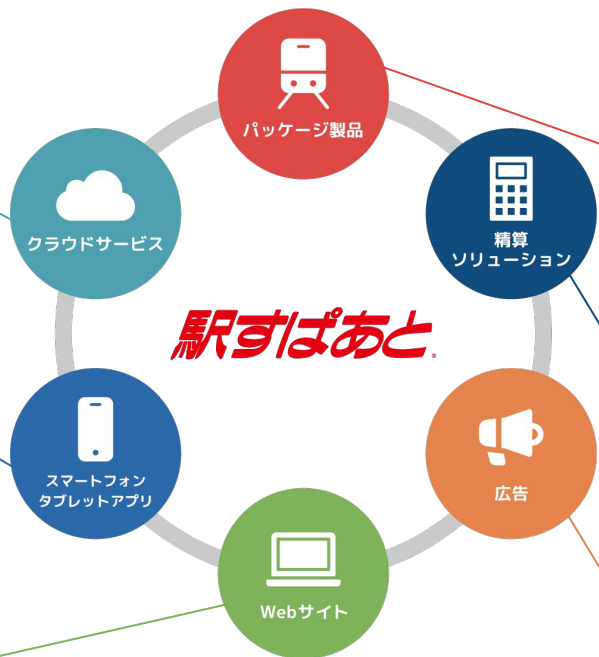 パッケージ製品
クラウドサービス
精算
ソリューション
駅すぱあと®
スマートフォン
タブレットアプリ
広告
Webサイト